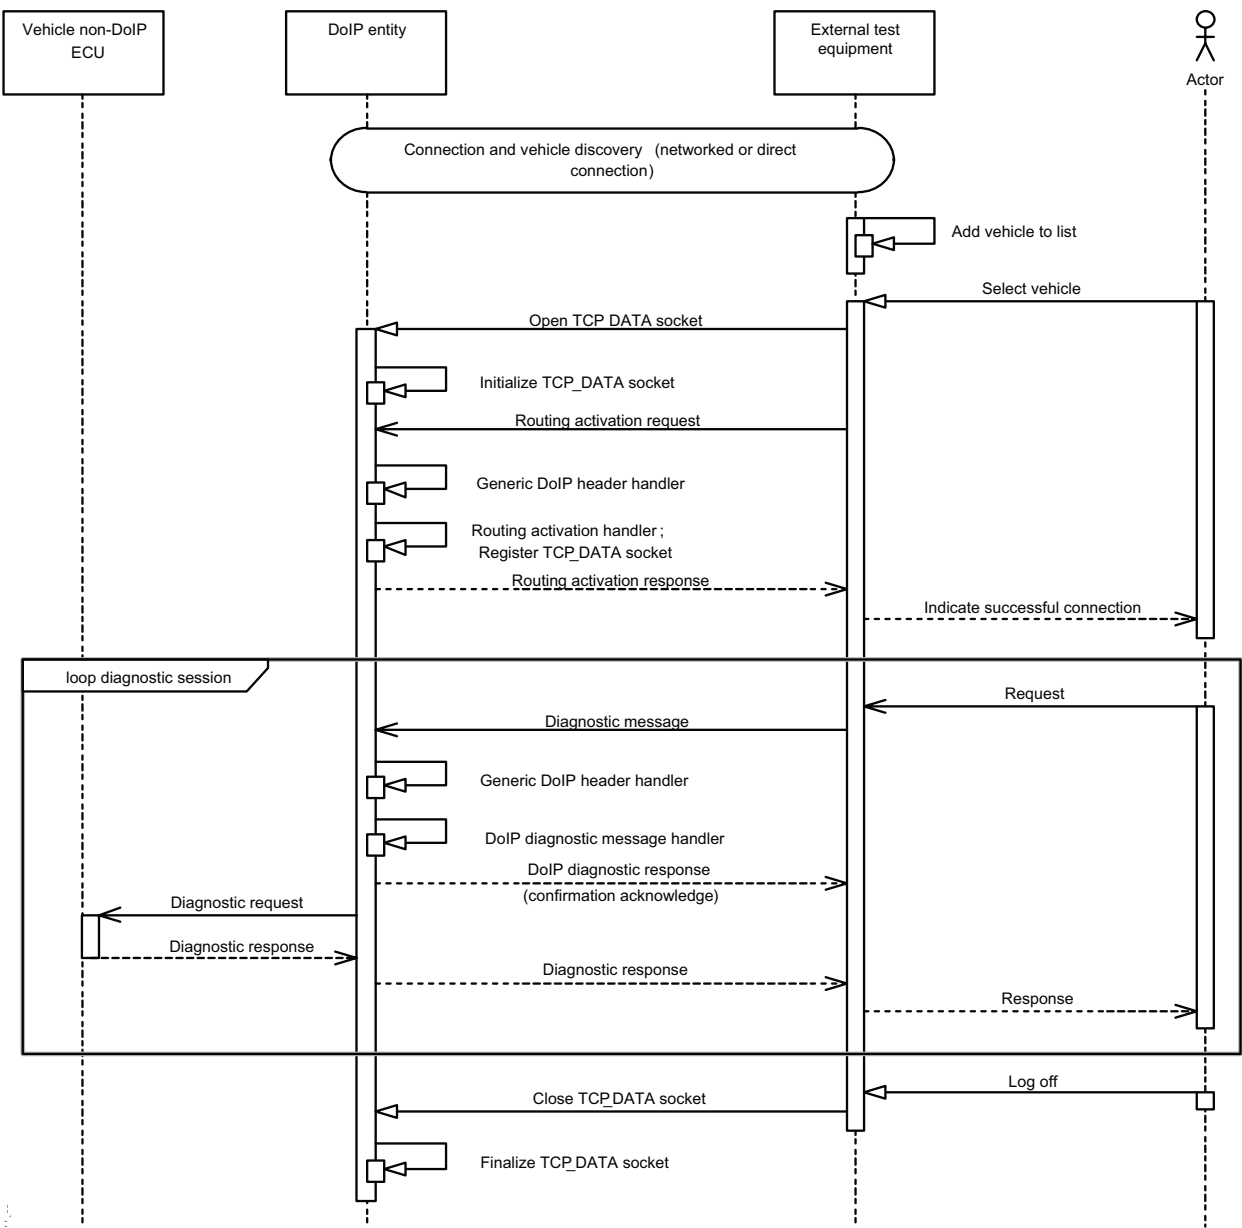 Vehicle non-DoIP
ECU
DoIP entity
External test
equipment
Actor
Connection and vehicle discovery (networked or direct
connection)
Add vehicle to list
Select vehicle
Open TCP DATA socket
Initialize TCP_DATA socket
Routing activation request
Generic DoIP header handler
Routing activation handler;
Register TCP_DATA socket
Routing activation response
Indicate successful connection
loop diagnostic session
Request
Diagnostic message
Generic DoIP header handler
DoIP diagnostic message handler
DoIP diagnostic response
(confirmation acknowledge)
Diagnostic request
Diagnostic response
Diagnostic response
Response
Log off
Close TCP_DATA socket
Finalize TCP_DATA socket